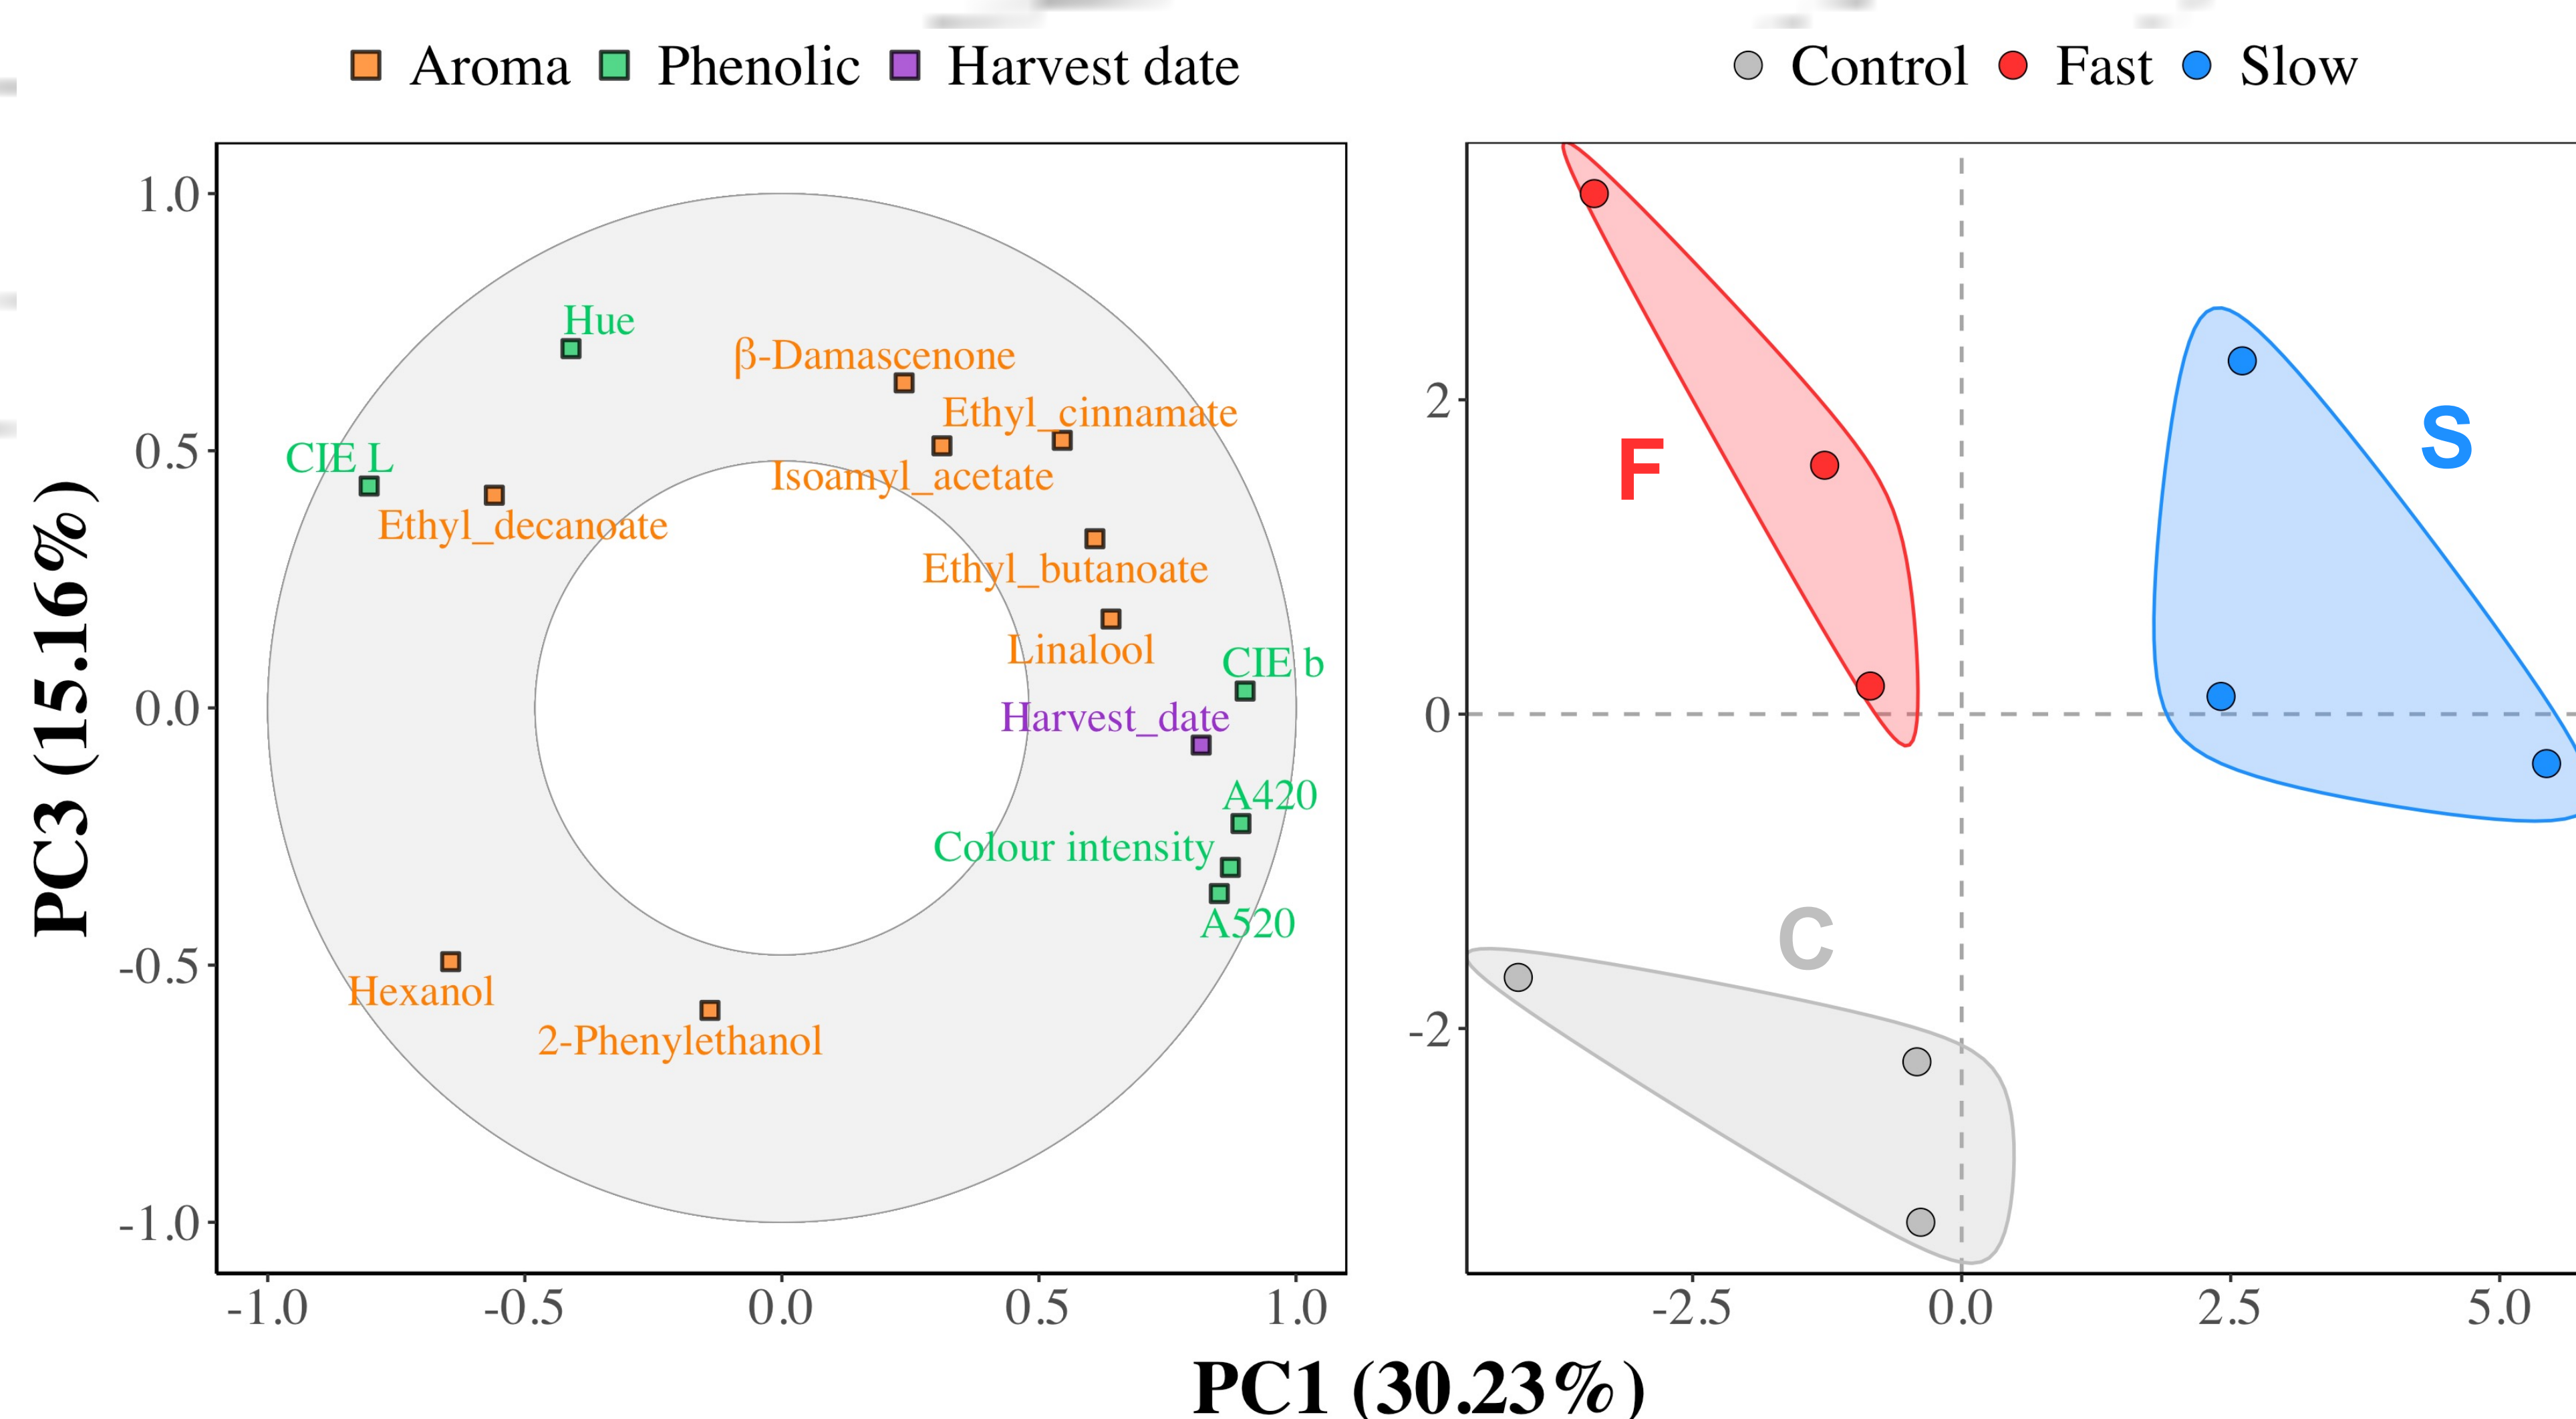 Aroma Phenolic Harvest date
Control Fast Slow
PC3 (15.16%)
1.0
0.5
0.0
-0.5
-1.0
Hue
β-Damascenone
Ethyl_cinnamate
CIE L
Isoamyl_acetate
Ethyl_decanoate
Ethyl_butanoate
Linalool
CIE b
Harvest_date
A420
Colour intensity
A520
Hexanol
2-Phenylethanol
-1.0 -0.5 0.0 0.5 1.0
2
0
-2
F
S
C
-2.5 0.0 2.5 5.0
PC1 (30.23%)